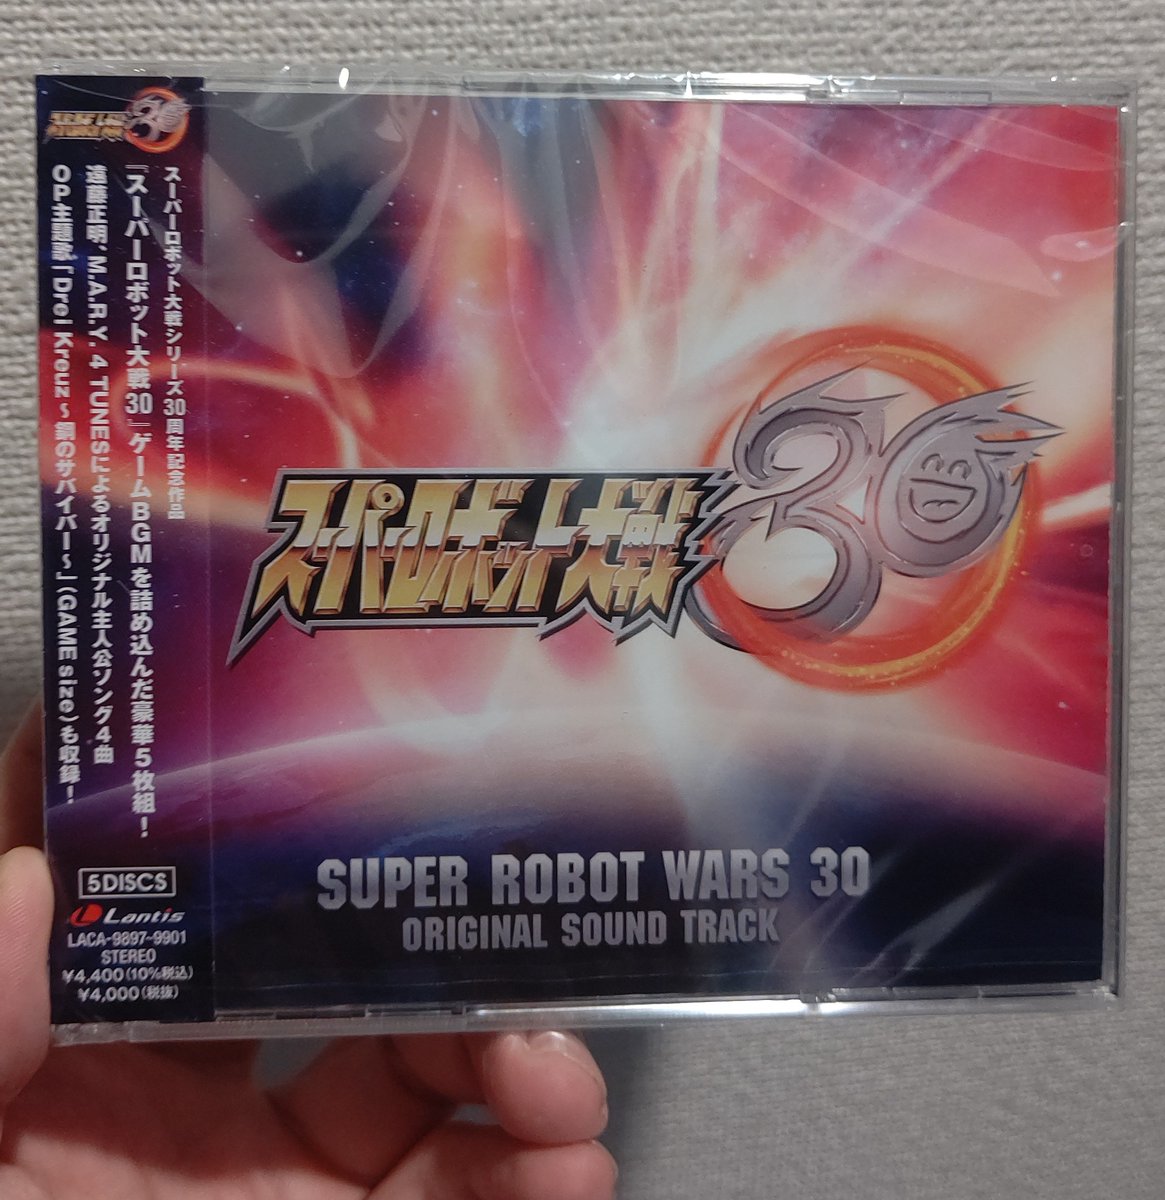 スーパーロボット大戦シリーズ30周年記念作品
『スーパーロボット大戦30』ゲームBGMを詰め込んだ豪華5枚組!
遠藤正明、M.A.R.Y. 4 TUNESによるオリジナル主人公ソング4曲
OP主題歌「Drei Kreuz ~鋼のサバイバー~」(GAME size)も収録!
5DISCS
Lantis
LACA-9897~9901
STEREO
¥4,400(10%税込)
¥4,000(税抜)
スーパーロボット大戦30
SUPER ROBOT WARS 30
ORIGINAL SOUND TRACK